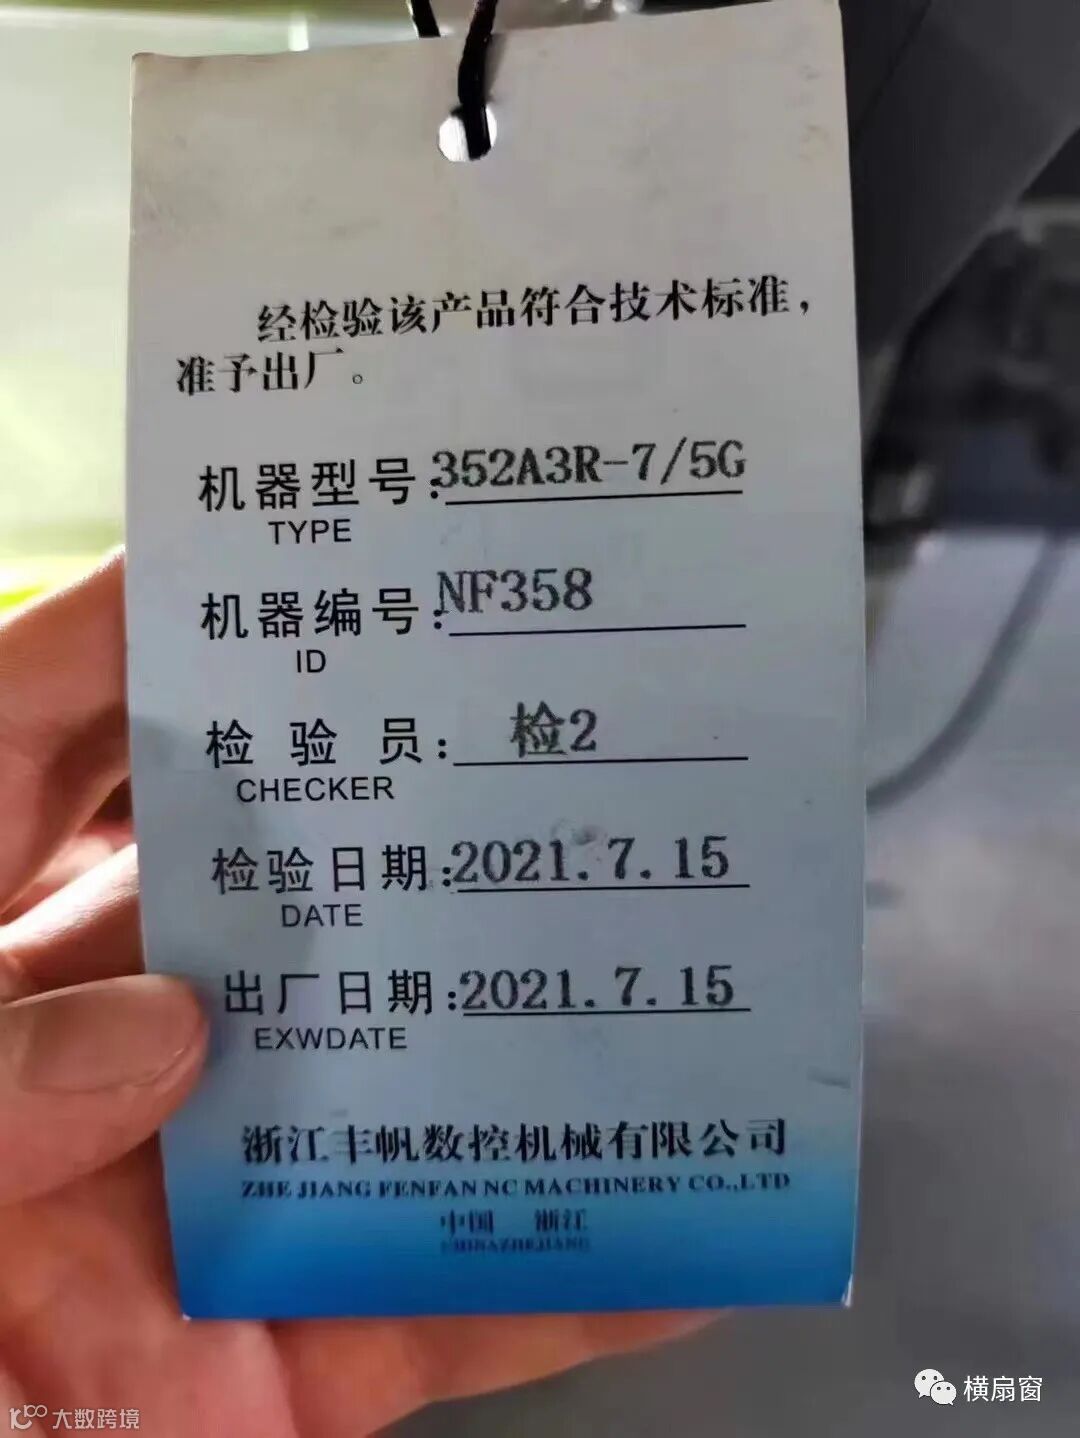 经检验该产品符合技术标准，
准予出厂。
机器型号:352A3R-7/5G
TYPE
机器编号:NF358
ID
检 验 员: 检2
CHECKER
检验日期:2021.7.15
DATE
出厂日期:2021.7.15
EXWDATE
浙江丰帆数控机械有限公司
ZHE JIANG FENFAN NC MACHINERY CO.,LTD
中国 浙江
CHINAZHEJIANG
横扇窗
大数跨境